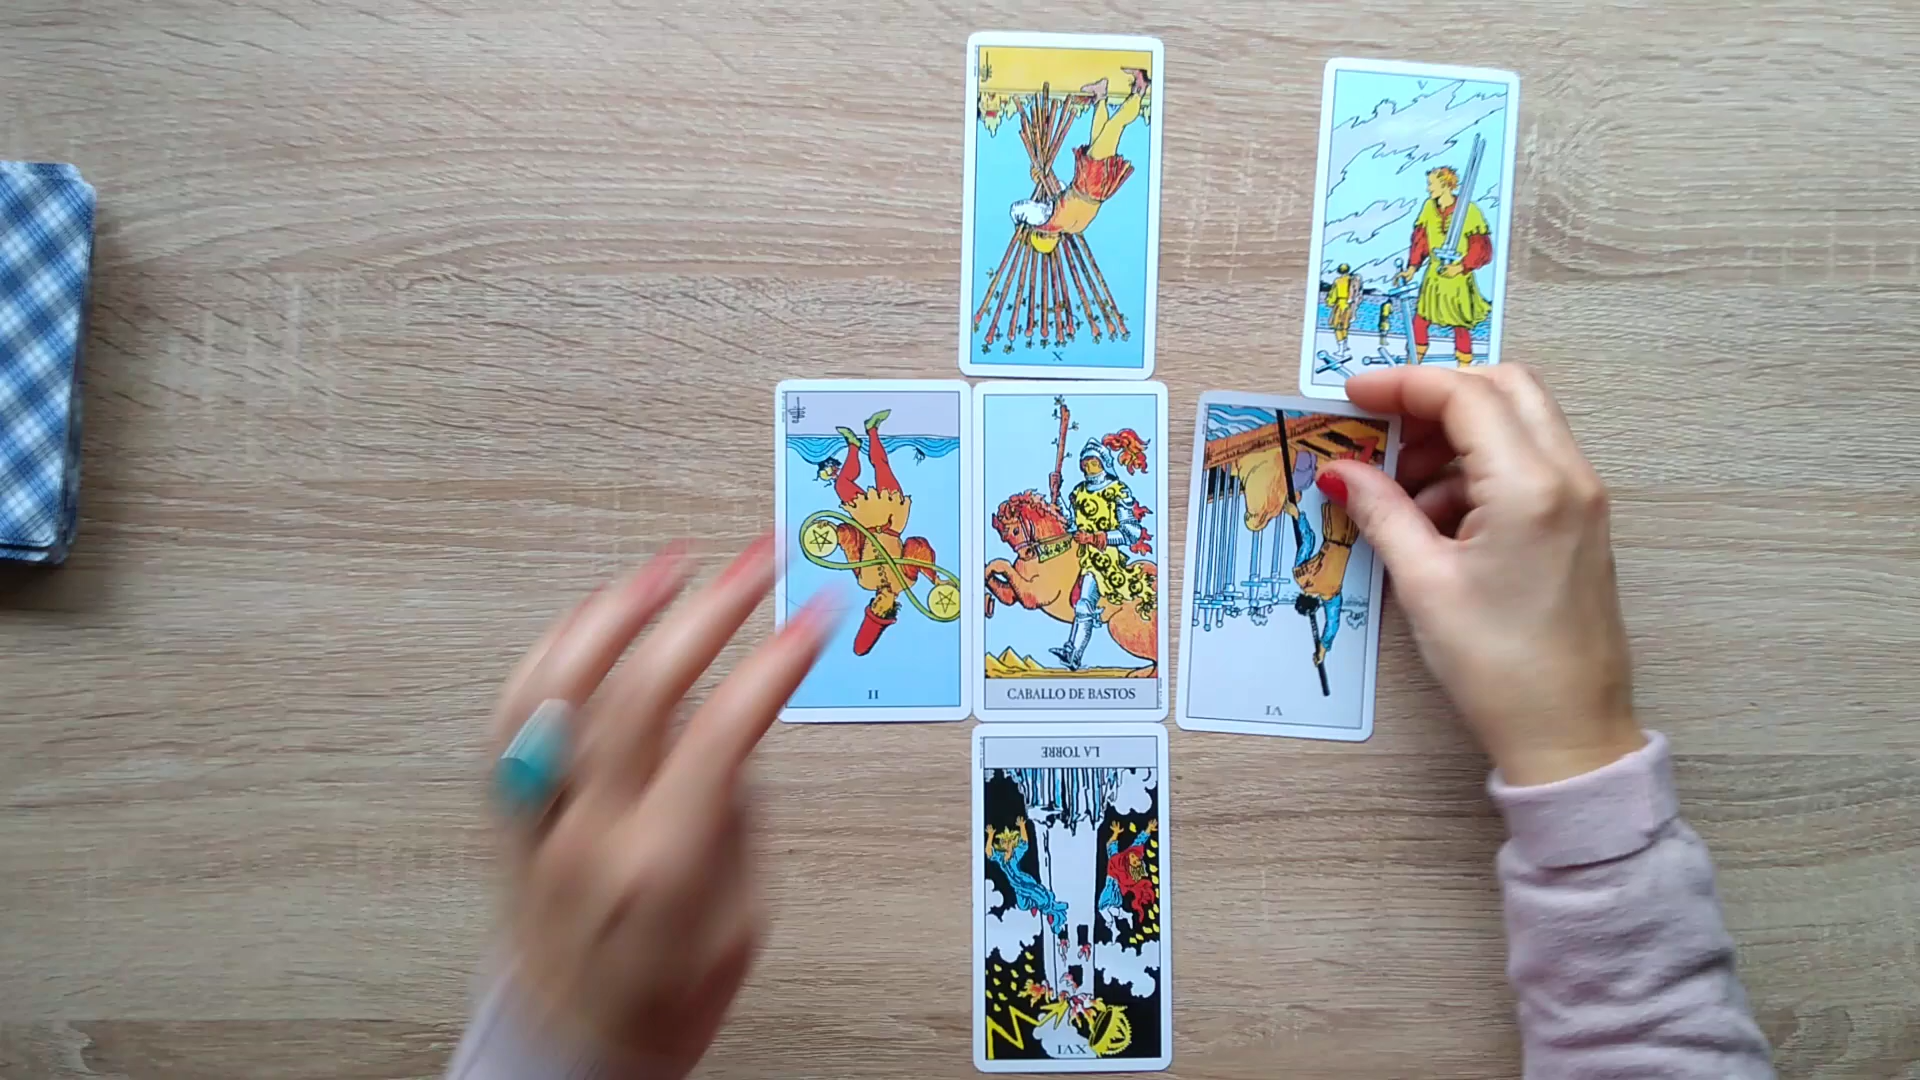 V
X
II
CABALLO DE BASTOS
VI
LA TORRE
XVI